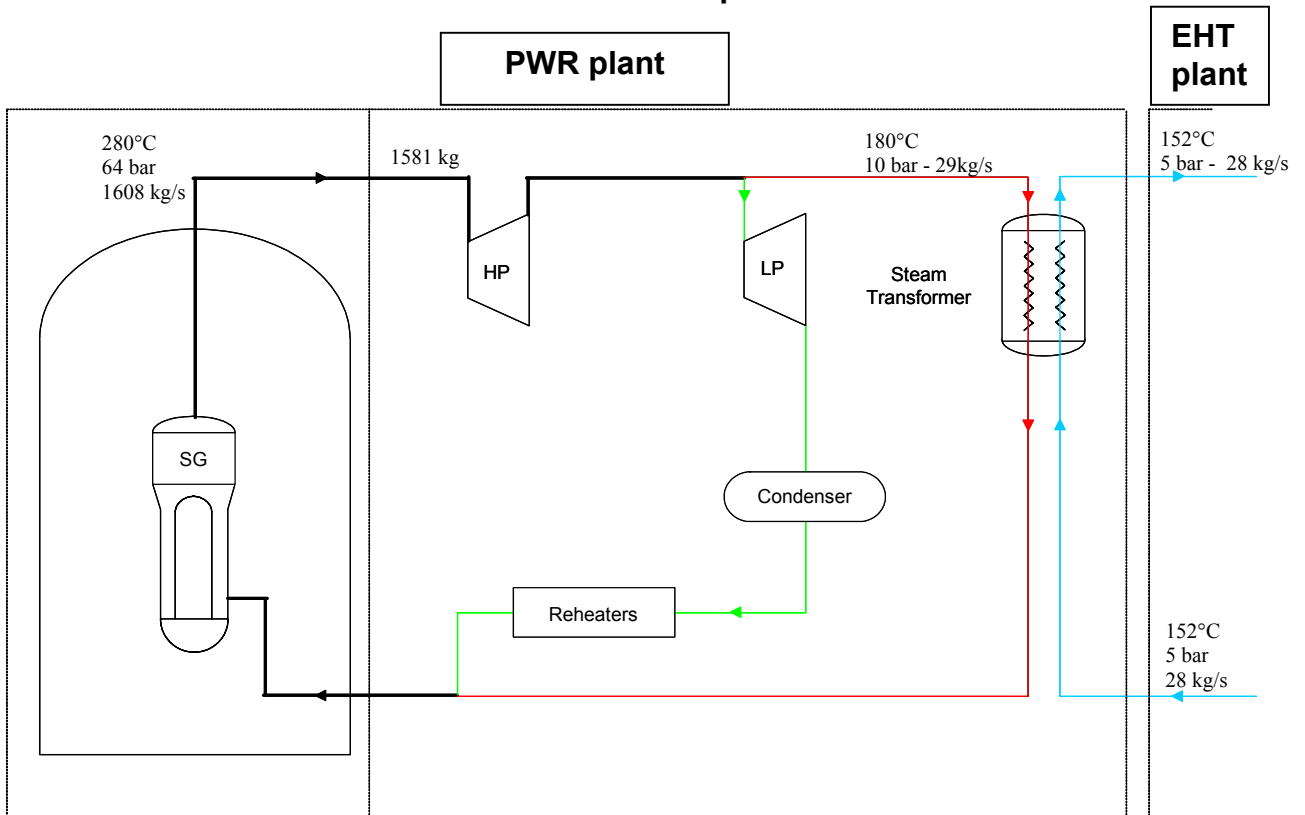 PWR plant
EHT
plant
280°C
64 bar
1608 kg/s
1581 kg
180°C
10 bar - 29kg/s
152°C
5 bar -  28 kg/s
HP
LP
Steam
Transformer
SG
Condenser
Reheaters
152°C
5 bar
28 kg/s